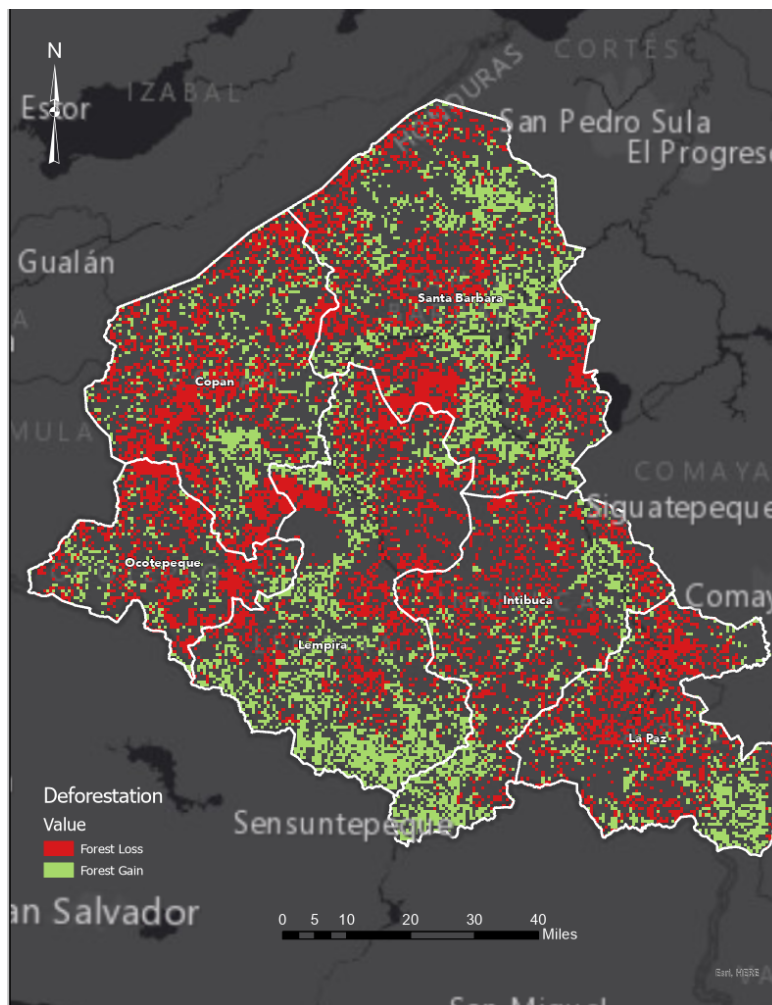 N
CORTES
IZABAL
Estor
HONDURAS
San Pedro Sula
El Progreso
Gualán
Santa Barbara
Copan
MULA
COMAYA
Siguatepeque
Ocotepeque
Intibuca
Comay
Lempira
La Paz
Deforestation
Value
Forest Loss
Forest Gain
Sensuntepeque
an Salvador
0 5 10 20 30 40
Miles
Esri, HERE
San Miguel